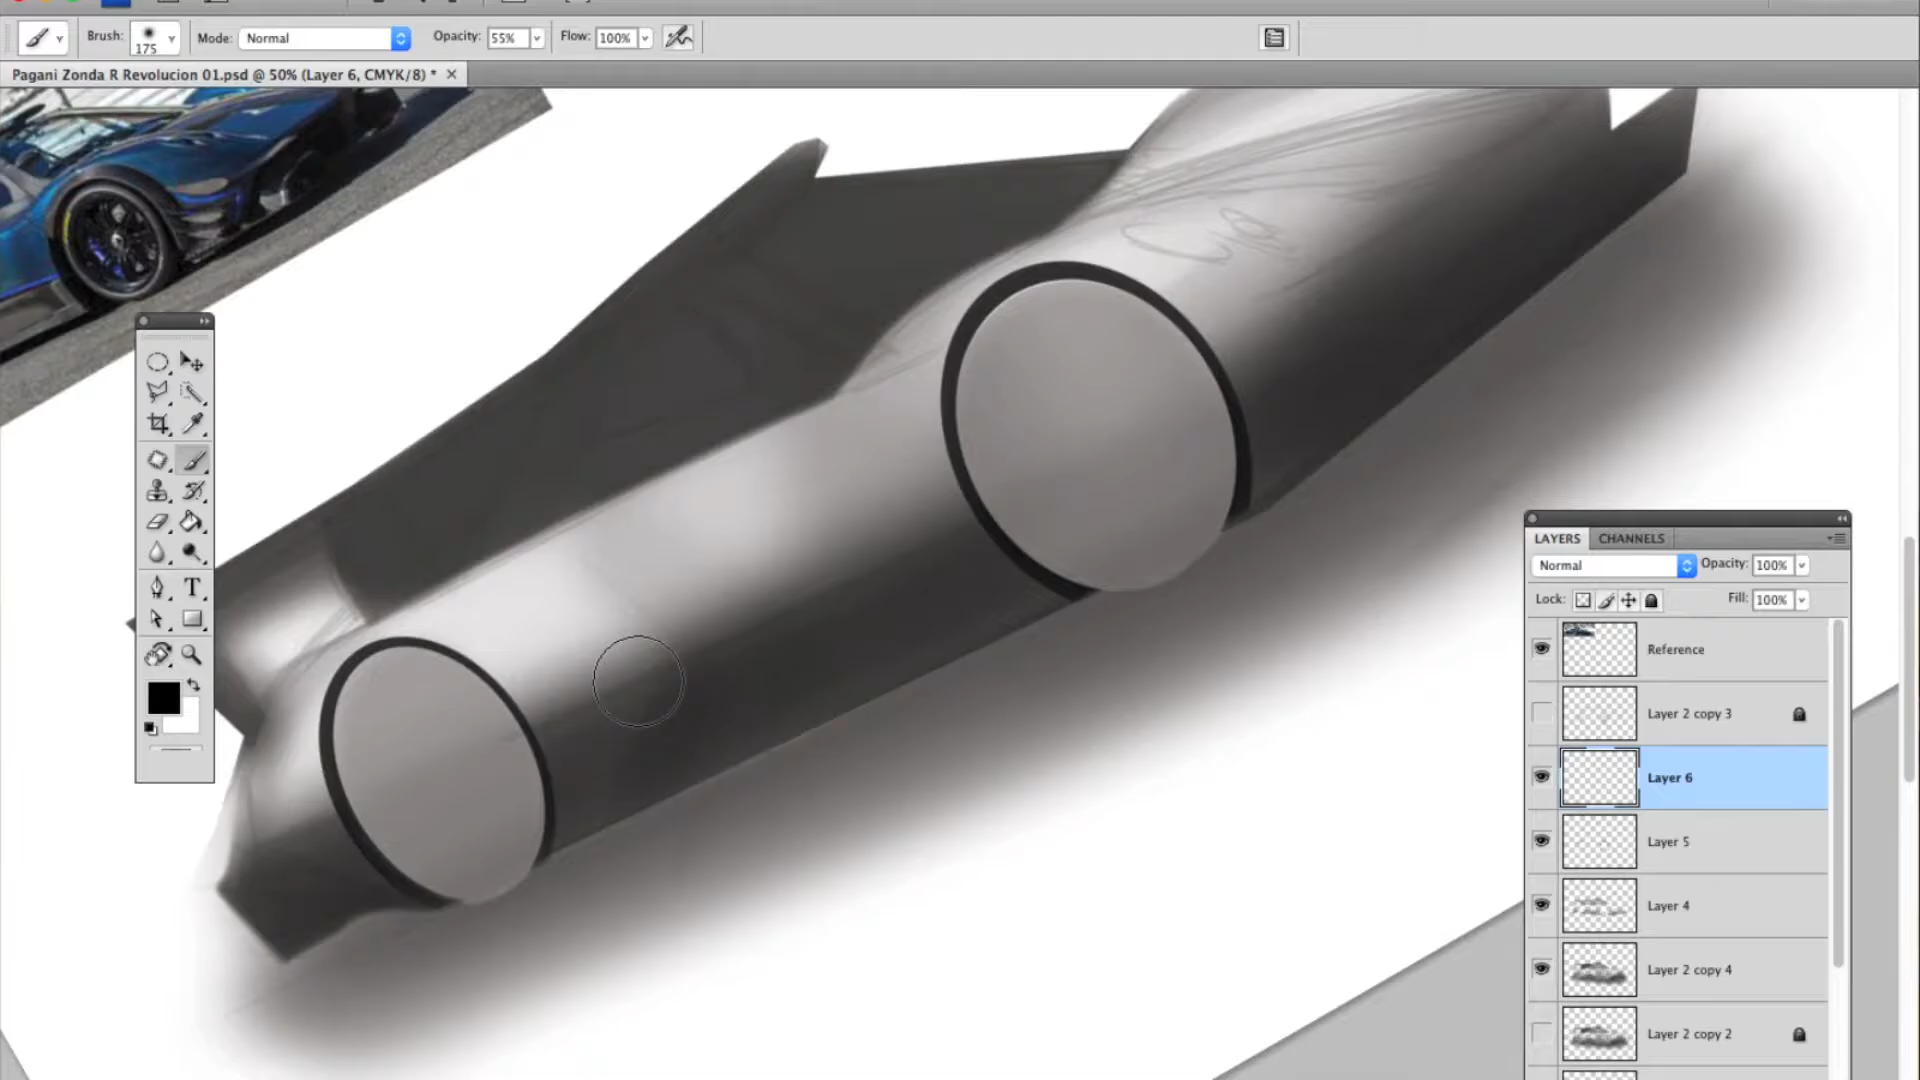 Brush: 175 Mode: Normal Opacity: 55% Flow: 100%
Pagani Zonda R Revolucion 01.psd @ 50% (Layer 6, CMYK/8) *
LAYERS CHANNELS
Normal Opacity: 100%
Lock: Fill: 100%
Reference
Layer 2 copy 3
Layer 6
Layer 5
Layer 4
Layer 2 copy 4
Layer 2 copy 2
T